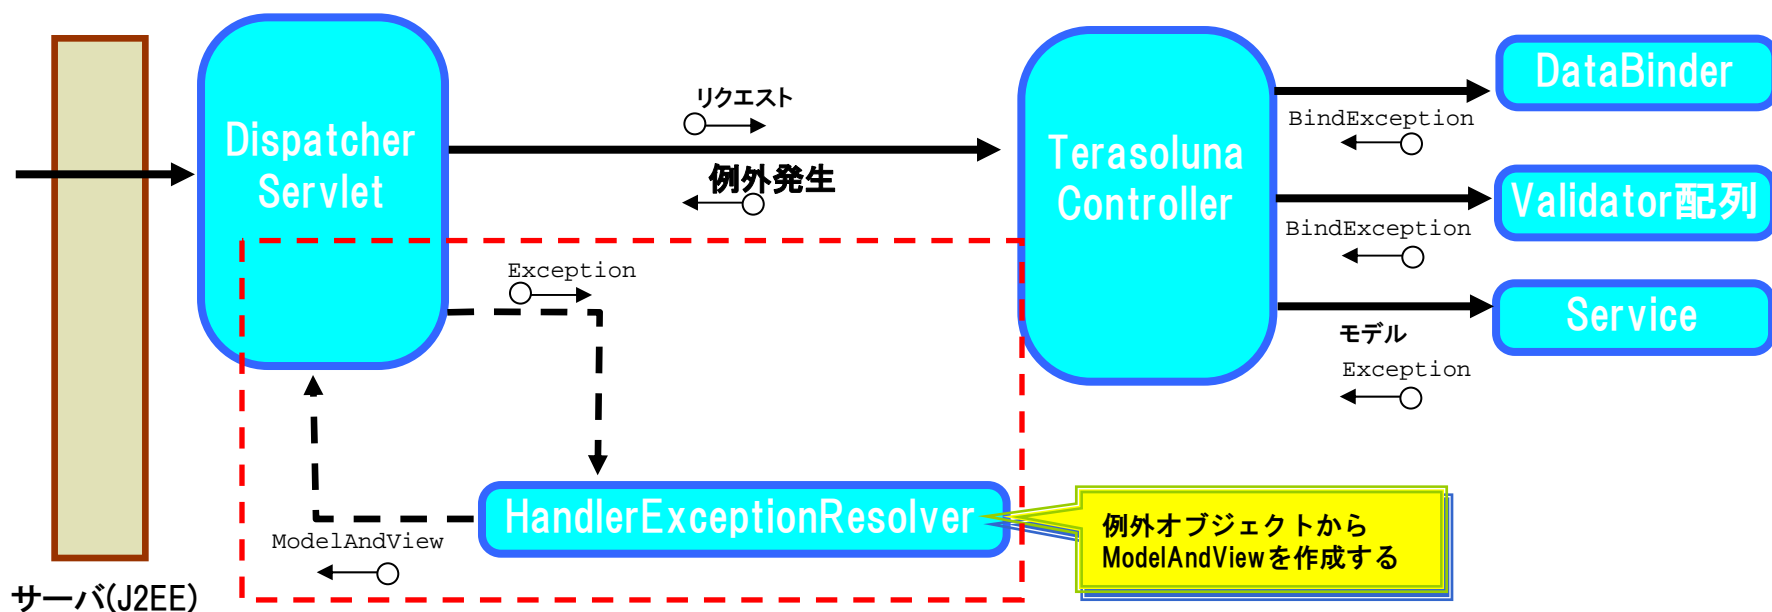 Dispatcher
Servlet
リクエスト
例外発生
Terasoluna
Controller
DataBinder
BindException
Validator配列
BindException
Service
モデル
Exception
Exception
HandlerExceptionResolver
ModelAndView
例外オブジェクトから
ModelAndViewを作成する
サーバ(J2EE)